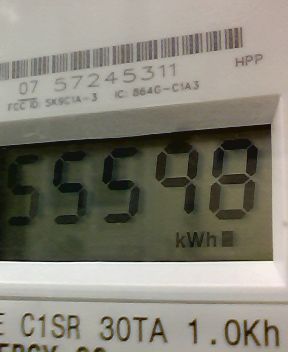 07 57245311
HPP
FCC ID: SK9C1A-3 IC: 864G-C1A3
55598
kWh
C1SR 30TA 1.0Kh